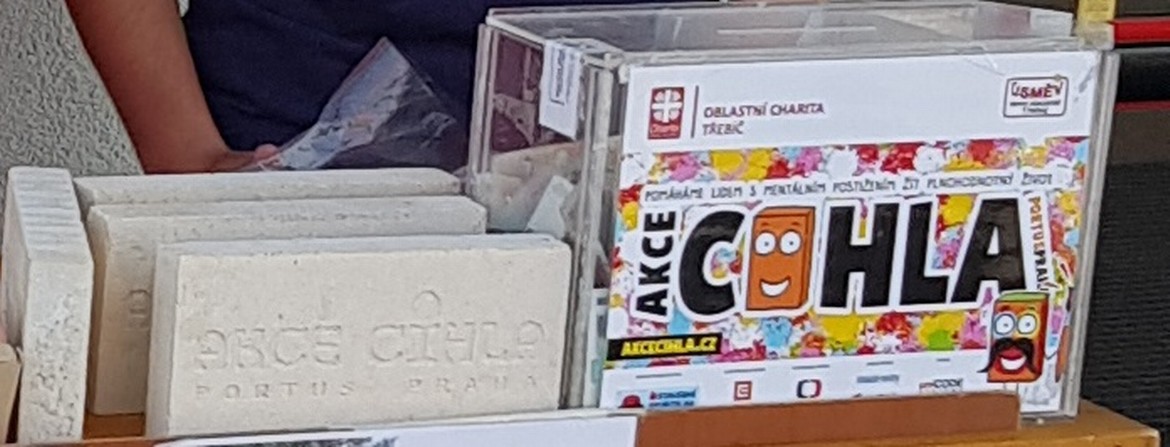 AKCE CIHLA
PORTUS PRAHA
Charita
OBLASTNÍ CHARITA
TŘEBÍČ
ÚSMĚV
POMÁHÁME LIDEM S MENTÁLNÍM POSTIŽENÍM ŽÍT PLNOHODNOTNÝ ŽIVOT
AKCE
CIHLA
PORTUSPRAHA
AKCECIHLA.CZ